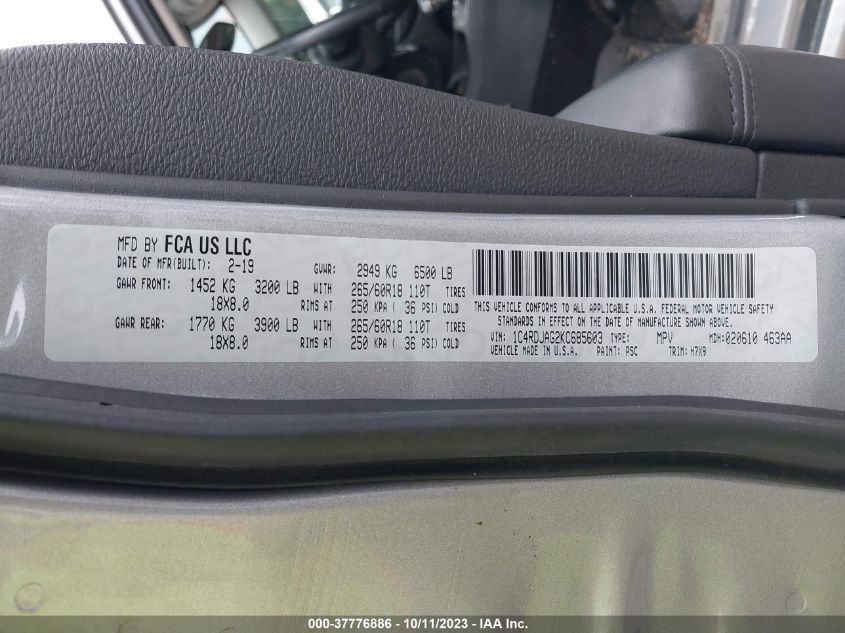 MFD BY FCA US LLC
DATE OF MFR(BUILT): 2-19 GVWR: 2949 KG 6500 LB
GAWR FRONT: 1452 KG 3200 LB WITH 265/60R18 110T TIRES
18X8.0 RIMS AT 250 KPA ( 36 PSI) COLD
GAWR REAR: 1770 KG 3900 LB WITH 265/60R18 110T TIRES
18X8.0 RIMS AT 250 KPA ( 36 PSI) COLD
THIS VEHICLE CONFORMS TO ALL APPLICABLE U.S.A. FEDERAL MOTOR VEHICLE SAFETY
STANDARDS IN EFFECT ON THE DATE OF MANUFACTURE SHOWN ABOVE.
VIN: 1C4RDJAG2KC685603 TYPE: MPV MDH:020610 463AA
VEHICLE MADE IN U.S.A. PAINT: PSC TRIM: H7X9
000-37776886 - 10/11/2023 - IAA Inc.